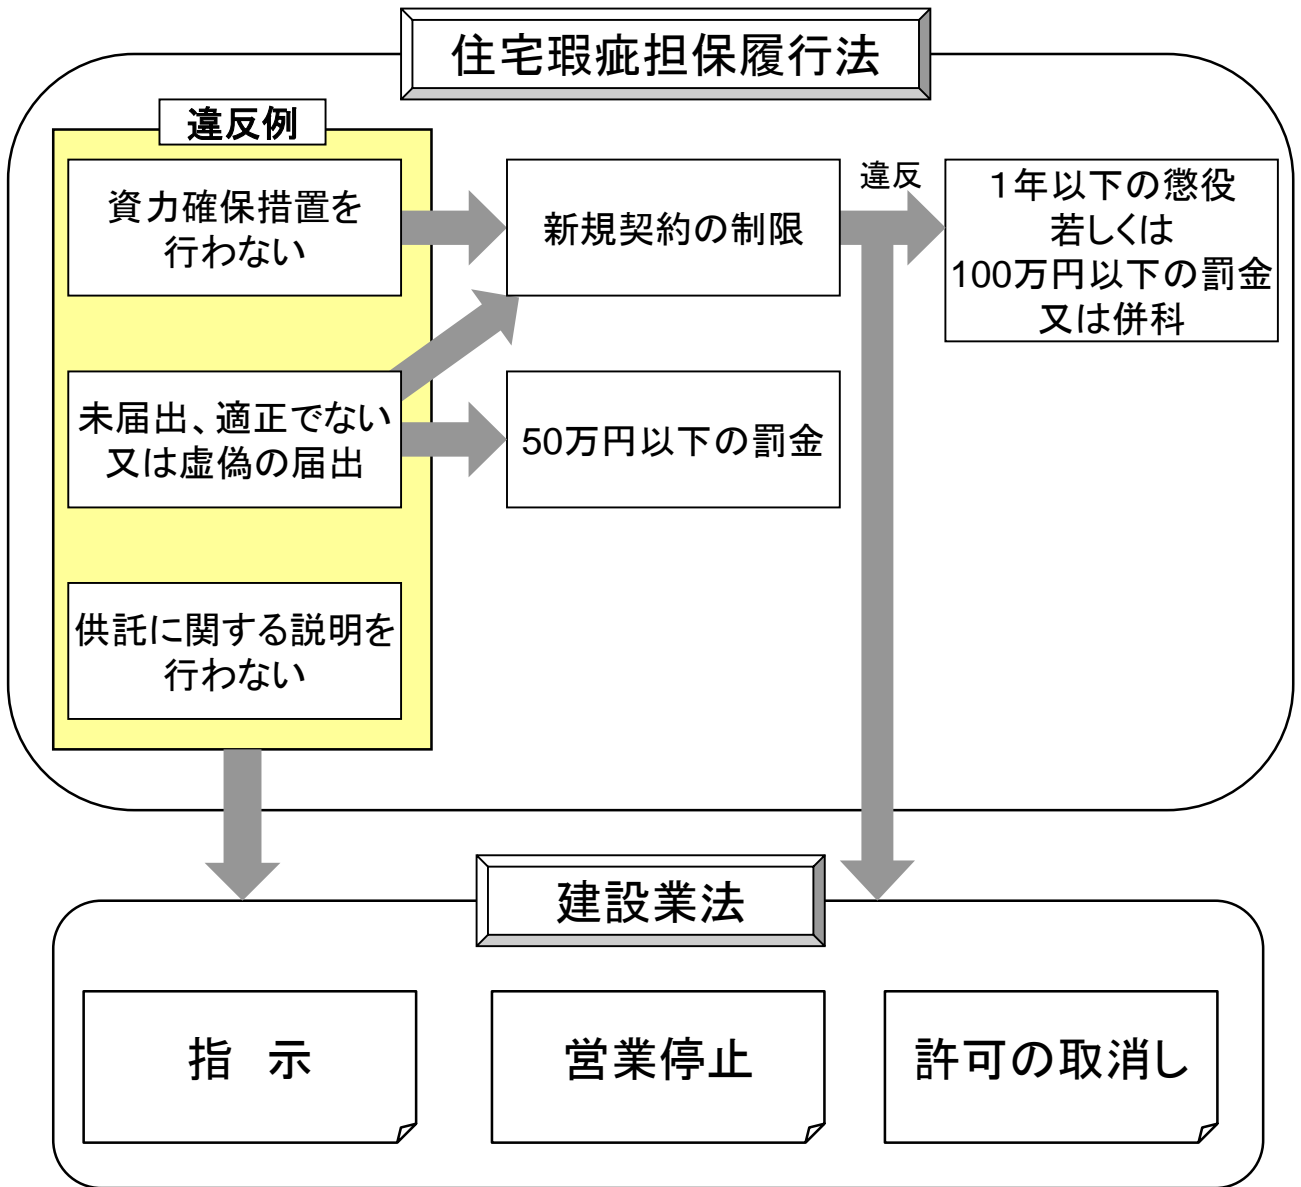 住宅瑕疵担保履行法
違反例
資力確保措置を
行わない
新規契約の制限
違反
1年以下の懲役
若しくは
100万円以下の罰金
又は併科
未届出、適正でない
又は虚偽の届出
50万円以下の罰金
供託に関する説明を
行わない
建設業法
指　示
営業停止
許可の取消し